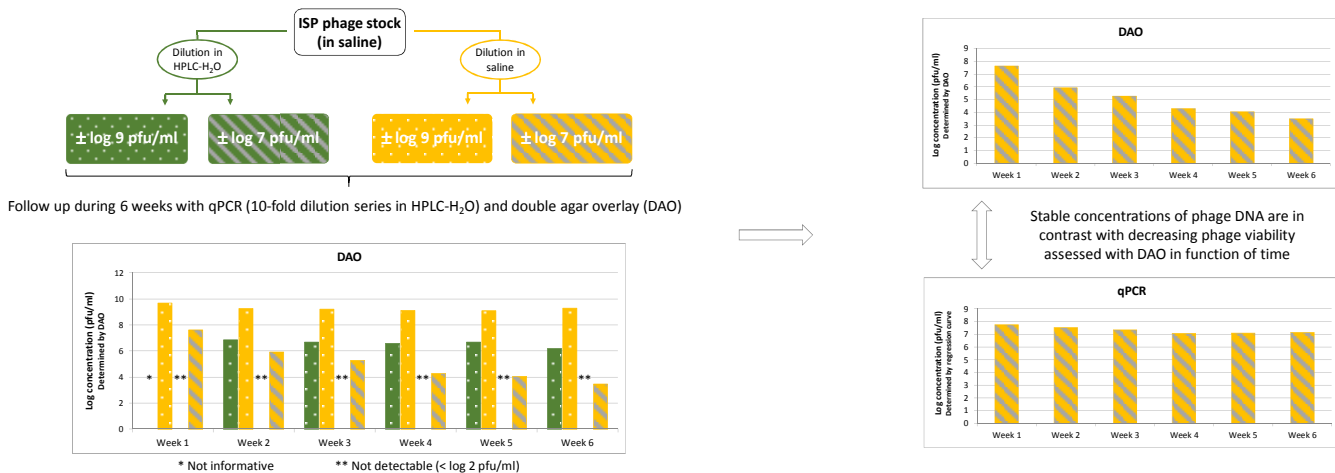 ISP phage stock
(in saline)
Dilution in
HPLC-H₂O
Dilution in
saline
± log 9 pfu/ml
± log 7 pfu/ml
± log 9 pfu/ml
± log 7 pfu/ml
Follow up during 6 weeks with qPCR (10-fold dilution series in HPLC-H₂O) and double agar overlay (DAO)
DAO
Log concentration (pfu/ml)
Determined by DAO
12
10
8
6
4
2
0
* ** ** ** ** ** **
Week 1 Week 2 Week 3 Week 4 Week 5 Week 6
* Not informative ** Not detectable (< log 2 pfu/ml)
DAO
Log concentration (pfu/ml)
Determined by DAO
9
8
7
6
5
4
3
2
1
0
Week 1 Week 2 Week 3 Week 4 Week 5 Week 6
Stable concentrations of phage DNA are in
contrast with decreasing phage viability
assessed with DAO in function of time
qPCR
Log concentration (pfu/ml)
Determined by regression curve
9
8
7
6
5
4
3
2
1
0
Week 1 Week 2 Week 3 Week 4 Week 5 Week 6